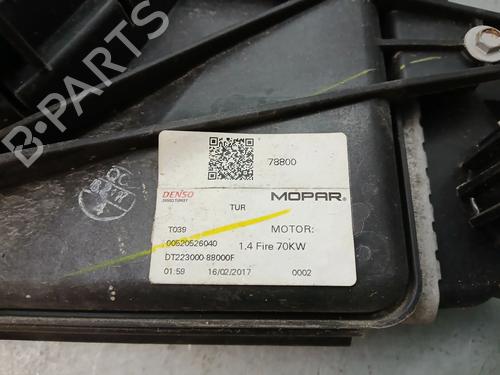 78800
DENSO
MOPAR®
TUR
T039
MOTOR:
00520526040
1.4 Fire 70KW
DT223000-88000F
01:59 16/02/2017 0002
QC
B-PARTS